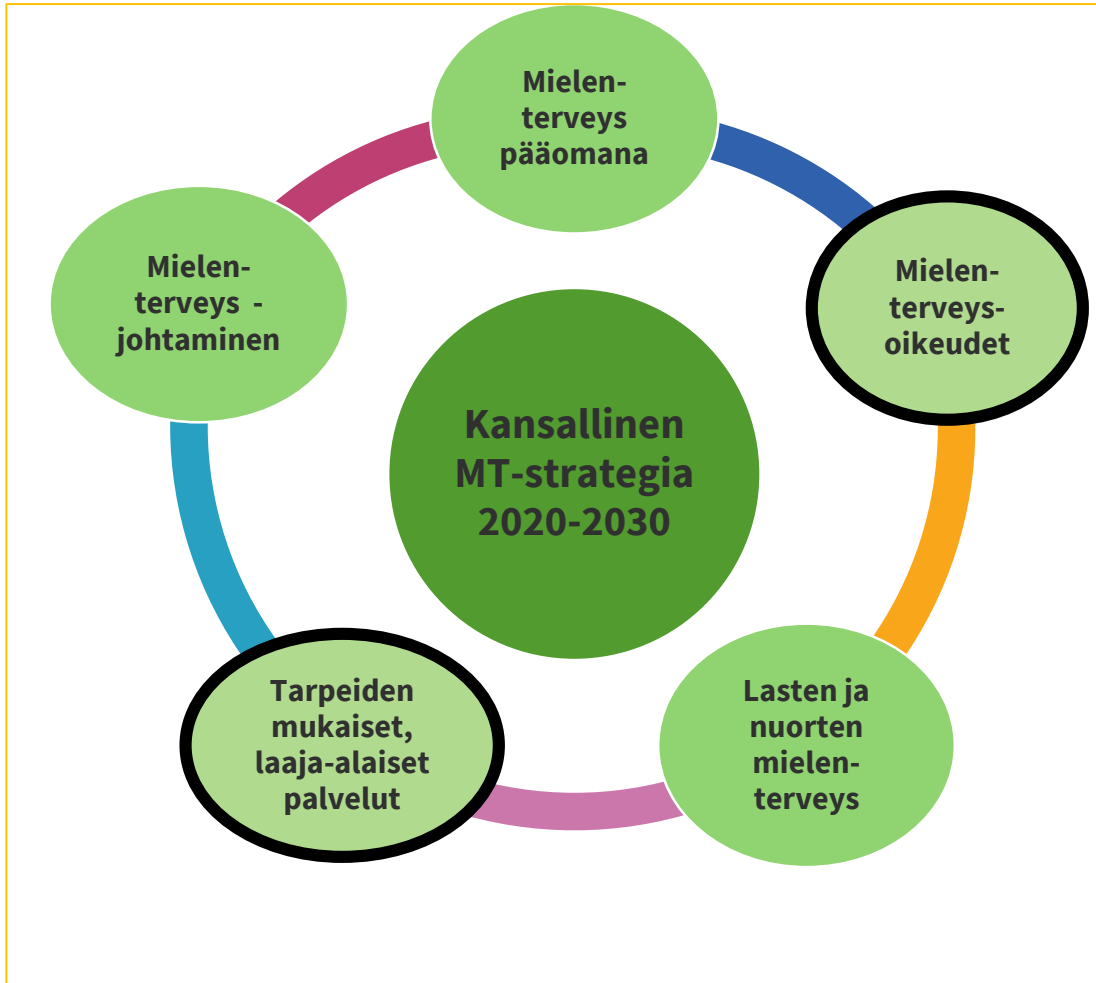 Mielen-
terveys
pääomana
Mielen-
terveys -
johtaminen
Mielen-
terveys-
oikeudet
Kansallinen
MT-strategia
2020-2030
Tarpeiden
mukaiset,
laaja-alaiset
palvelut
Lasten ja
nuorten
mielen-
terveys